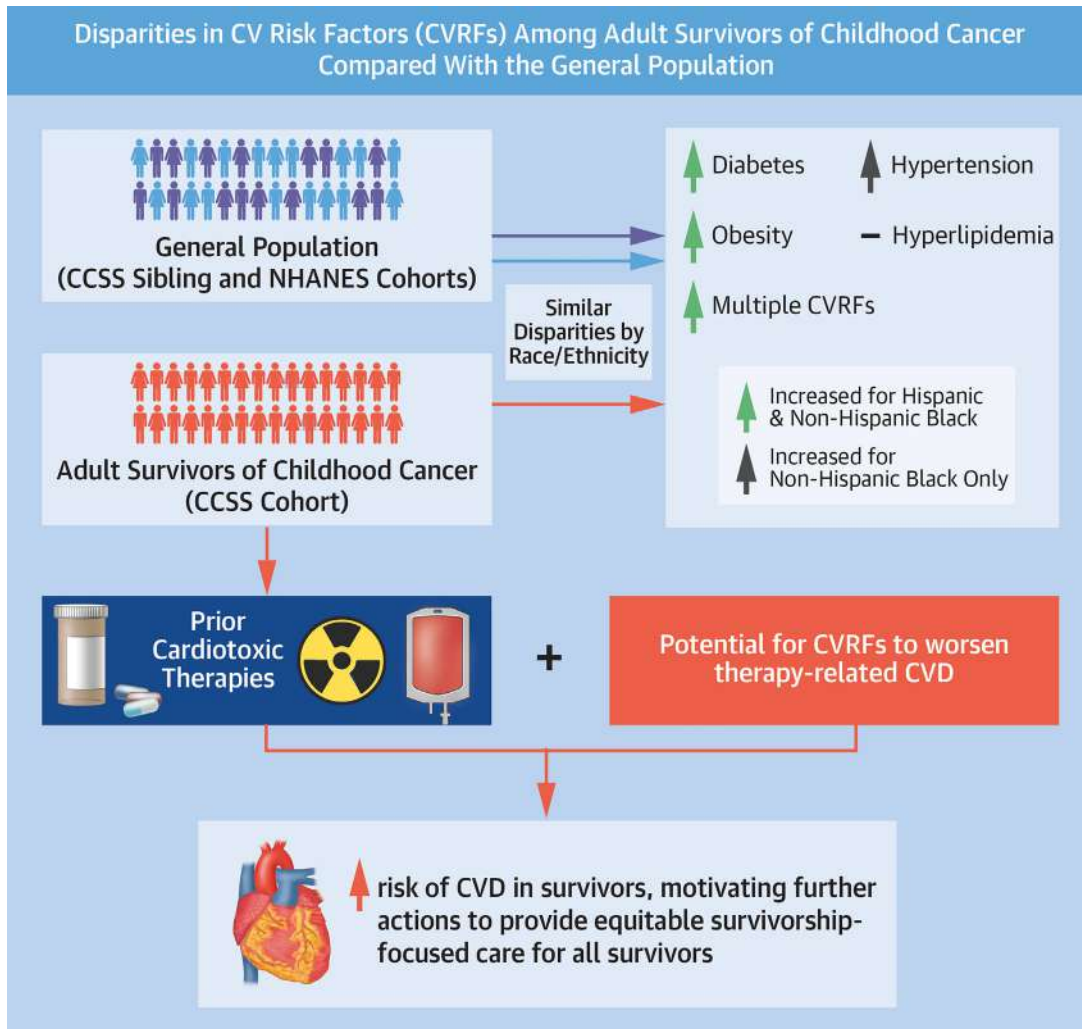 Disparities in CV Risk Factors (CVRFs) Among Adult Survivors of Childhood Cancer
Compared With the General Population
General Population
(CCSS Sibling and NHANES Cohorts)
Similar
Disparities by
Race/Ethnicity
Diabetes
Hypertension
Obesity
Hyperlipidemia
Multiple CVRFs
Increased for Hispanic
& Non-Hispanic Black
Increased for
Non-Hispanic Black Only
Adult Survivors of Childhood Cancer
(CCSS Cohort)
Prior
Cardiotoxic
Therapies
+
Potential for CVRFs to worsen
therapy-related CVD
risk of CVD in survivors, motivating further
actions to provide equitable survivorship-
focused care for all survivors